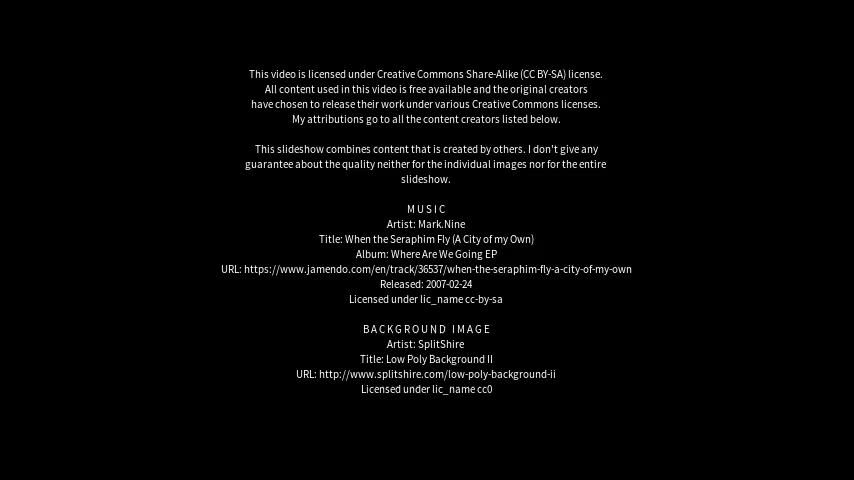 This video is licensed under Creative Commons Share-Alike (CC BY-SA) license.
All content used in this video is free available and the original creators
have chosen to release their work under various Creative Commons licenses.
My attributions go to all the content creators listed below.
This slideshow combines content that is created by others. I don't give any
guarantee about the quality neither for the individual images nor for the entire
slideshow.
MUSIC
Artist: Mark.Nine
Title: When the Seraphim Fly (A City of my Own)
Album: Where Are We Going EP
URL: https://www.jamendo.com/en/track/36537/when-the-seraphim-fly-a-city-of-my-own
Released: 2007-02-24
Licensed under lic_name cc-by-sa
BACKGROUND IMAGE
Artist: SplitShire
Title: Low Poly Background II
URL: http://www.splitshire.com/low-poly-background-ii
Licensed under lic_name cc0